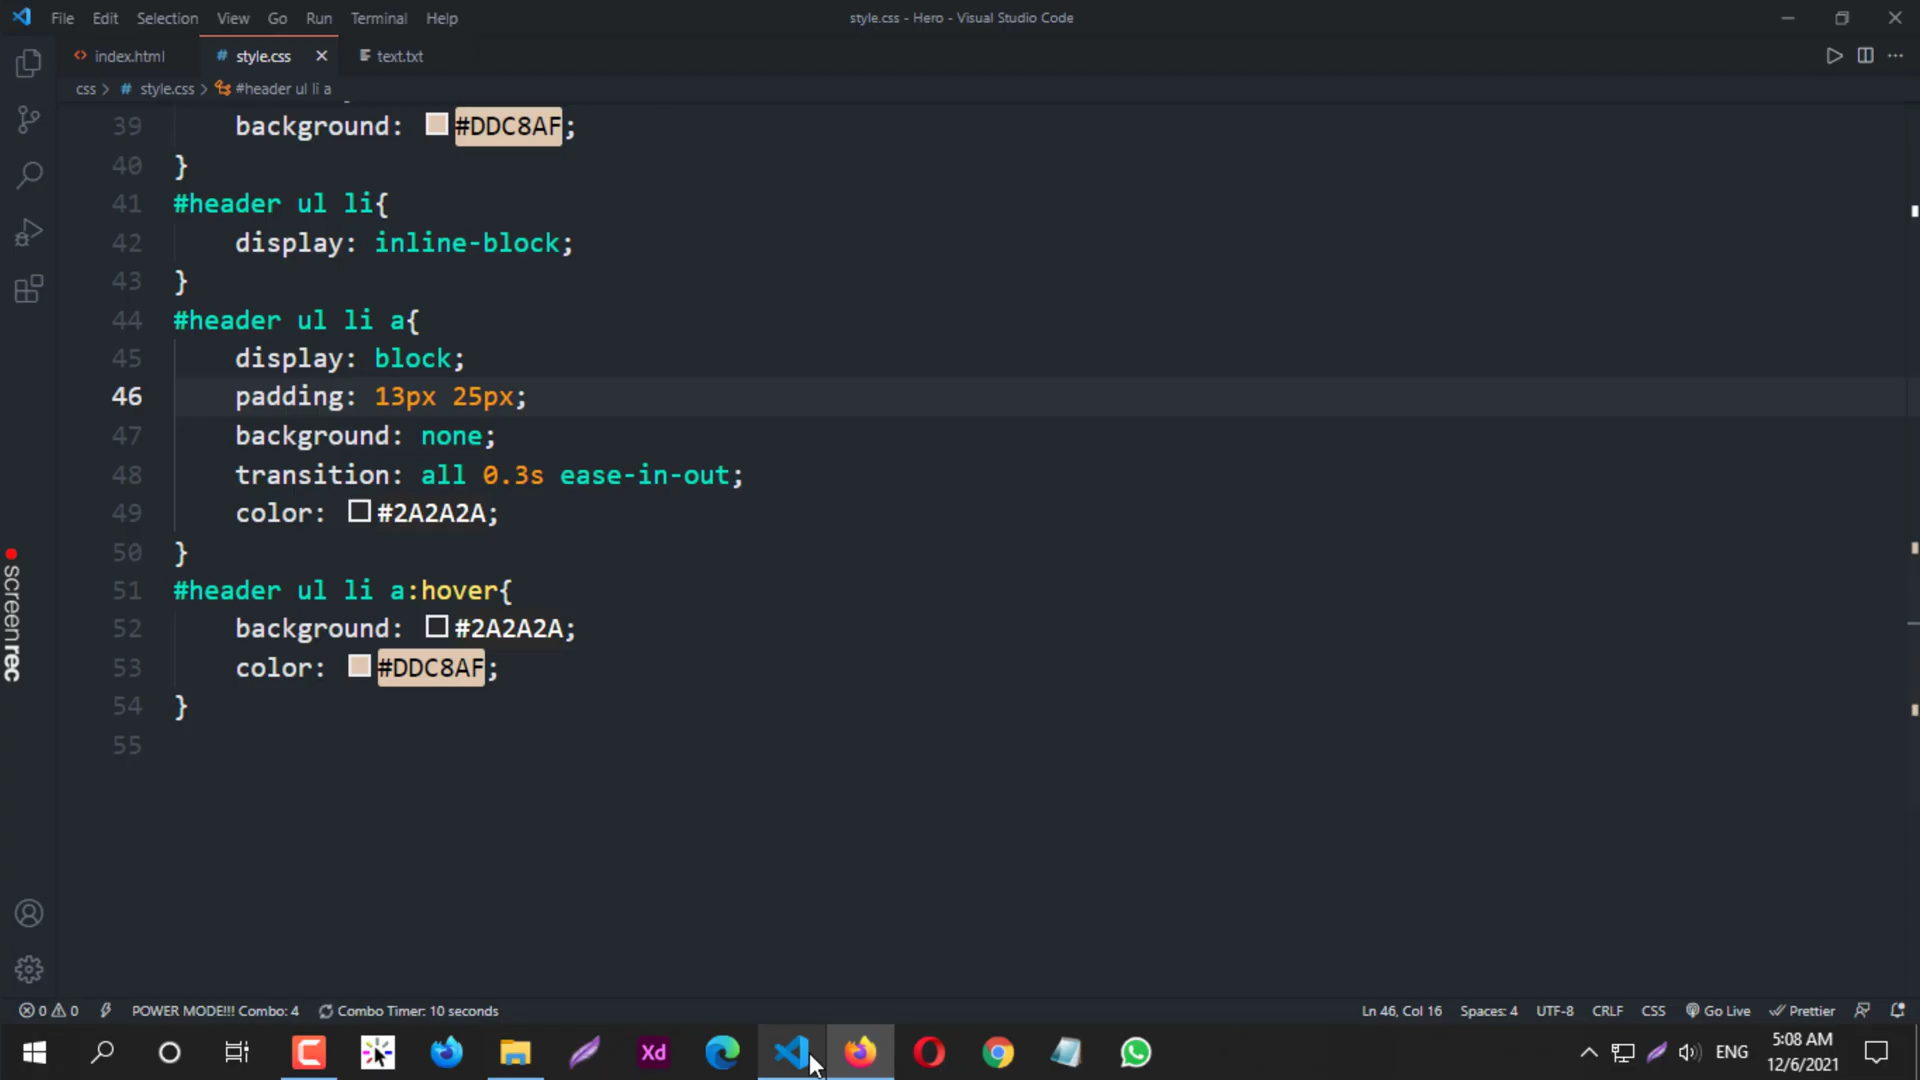 File Edit Selection View Go Run Terminal Help
style.css - Hero - Visual Studio Code
index.html
style.css
text.txt
css > style.css > #header ul li a
39 background: #DDC8AF;
40 }
41 #header ul li{
42 display: inline-block;
43 }
44 #header ul li a{
45 display: block;
46 padding: 13px 25px;
47 background: none;
48 transition: all 0.3s ease-in-out;
49 color: #2A2A2A;
50 }
51 #header ul li a:hover{
52 background: #2A2A2A;
53 color: #DDC8AF;
54 }
55
screenrec
0 0 POWER MODE!!! Combo: 4 Combo Timer: 10 seconds
Ln 46, Col 16 Spaces: 4 UTF-8 CRLF CSS Go Live Prettier
Xd
ENG
5:08 AM
12/6/2021